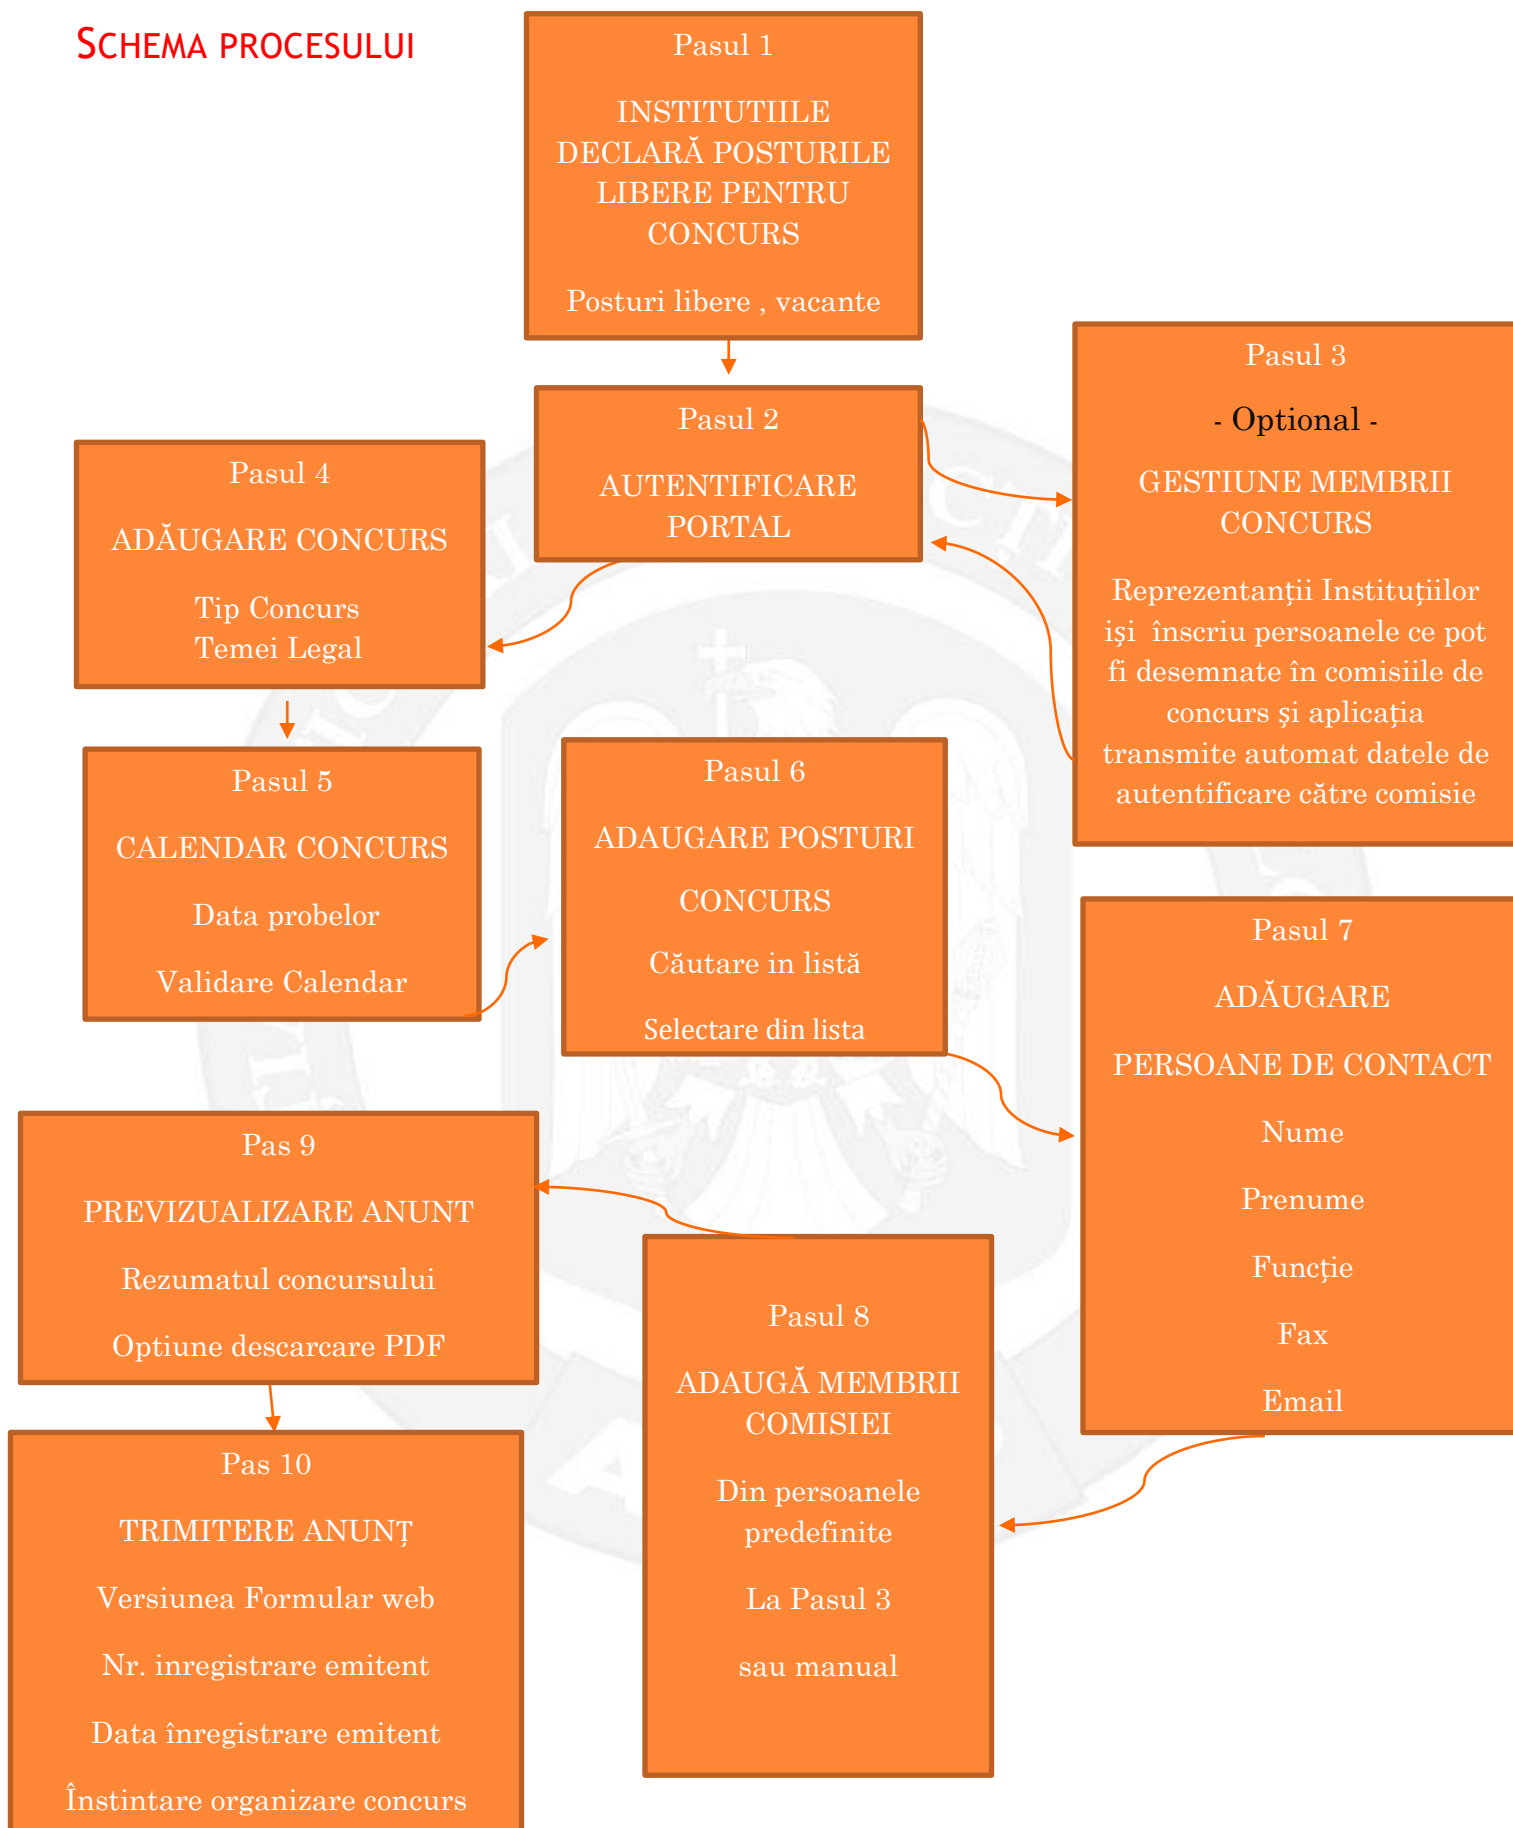 SCHEMA PROCESULUI
Pasul 1
INSTITUTIILE
DECLARĂ POSTURILE
LIBERE PENTRU
CONCURS
Posturi libere , vacante
Pasul 2
AUTENTIFICARE
PORTAL
Pasul 3
- Optional -
GESTIUNE MEMBRII
CONCURS
Reprezentanții Instituțiilor
iși înscriu persoanele ce pot
fi desemnate în comisiile de
concurs și aplicația
transmite automat datele de
autentificare către comisie
Pasul 4
ADĂUGARE CONCURS
Tip Concurs
Temei Legal
Pasul 5
CALENDAR CONCURS
Data probelor
Validare Calendar
Pasul 6
ADAUGARE POSTURI
CONCURS
Căutare in listă
Selectare din lista
Pasul 7
ADĂUGARE
PERSOANE DE CONTACT
Nume
Prenume
Funcție
Fax
Email
Pasul 8
ADAUGĂ MEMBRII
COMISIEI
Din persoanele
predefinite
La Pasul 3
sau manual
Pas 9
PREVIZUALIZARE ANUNT
Rezumatul concursului
Optiune descarcare PDF
Pas 10
TRIMITERE ANUNȚ
Versiunea Formular web
Nr. inregistrare emitent
Data înregistrare emitent
Înstintare organizare concurs